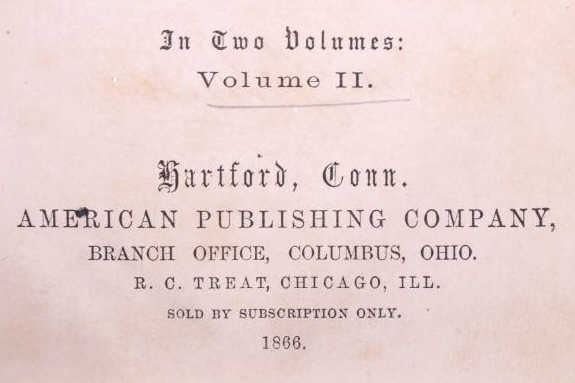 In Two Volumes:
Volume II.
Hartford, Conn.
AMERICAN PUBLISHING COMPANY,
BRANCH OFFICE, COLUMBUS, OHIO.
R. C. TREAT, CHICAGO, ILL.
SOLD BY SUBSCRIPTION ONLY.
1866.